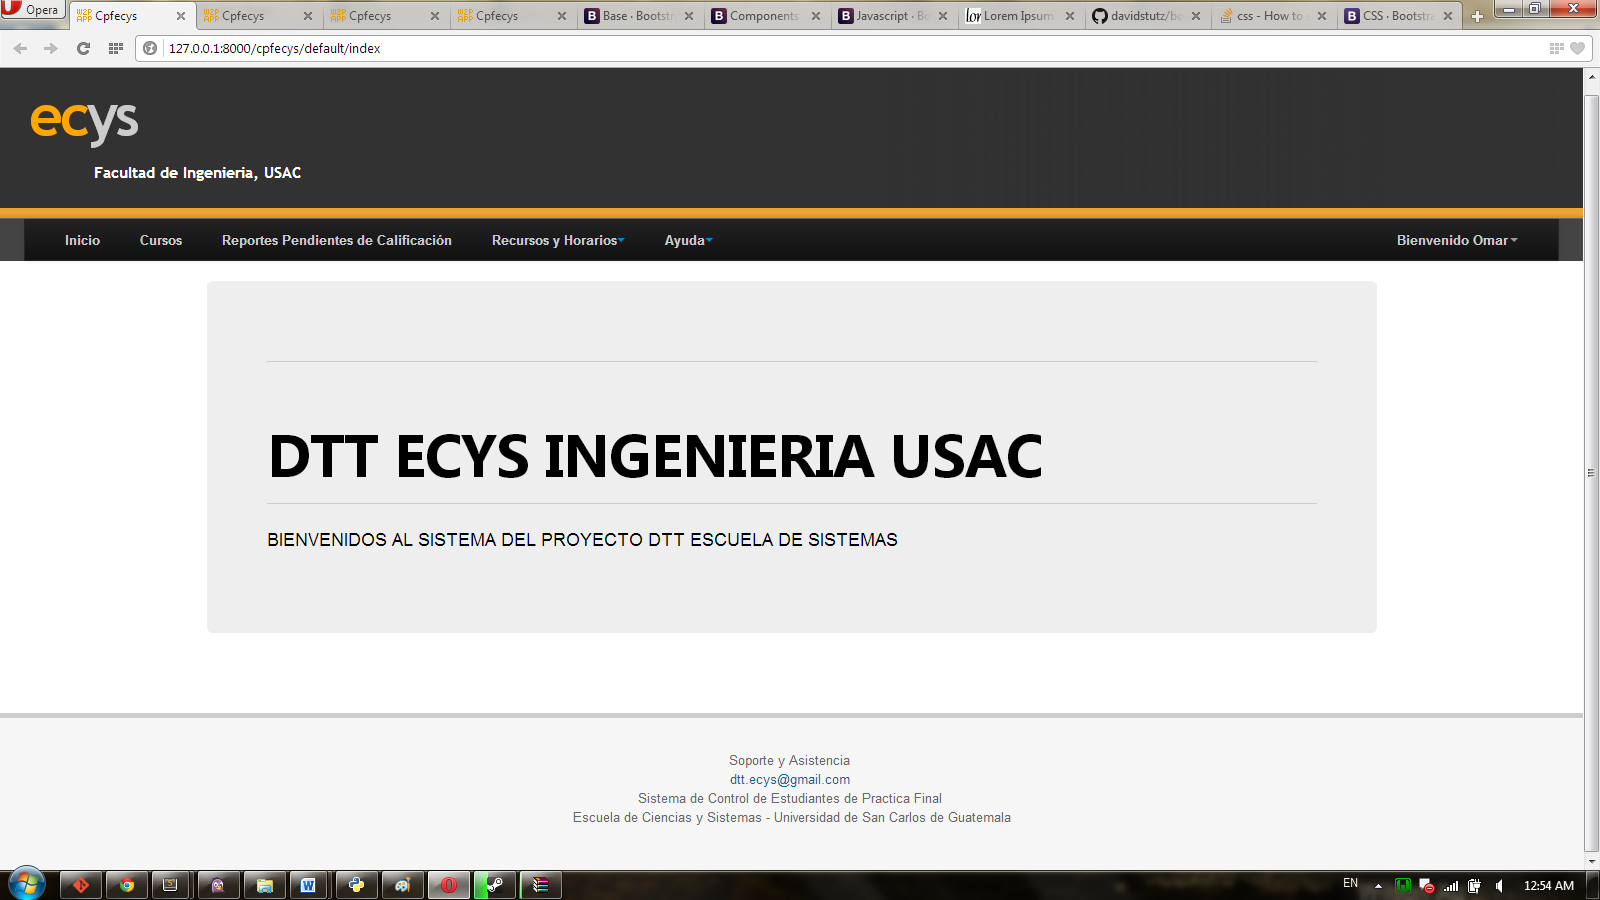 Opera
Cpfecys
Cpfecys
Cpfecys
Cpfecys
Base · Bootstr
Components
Javascript · Bo
Lorem Ipsum
davidstutz/bo
css - How to
CSS · Bootstra
127.0.0.1:8000/cpfecys/default/index
ecys
Facultad de Ingenieria, USAC
Inicio
Cursos
Reportes Pendientes de Calificación
Recursos y Horarios
Ayuda
Bienvenido Omar
DTT ECYS INGENIERIA USAC
BIENVENIDOS AL SISTEMA DEL PROYECTO DTT ESCUELA DE SISTEMAS
Soporte y Asistencia
dtt.ecys@gmail.com
Sistema de Control de Estudiantes de Practica Final
Escuela de Ciencias y Sistemas - Universidad de San Carlos de Guatemala
EN
12:54 AM